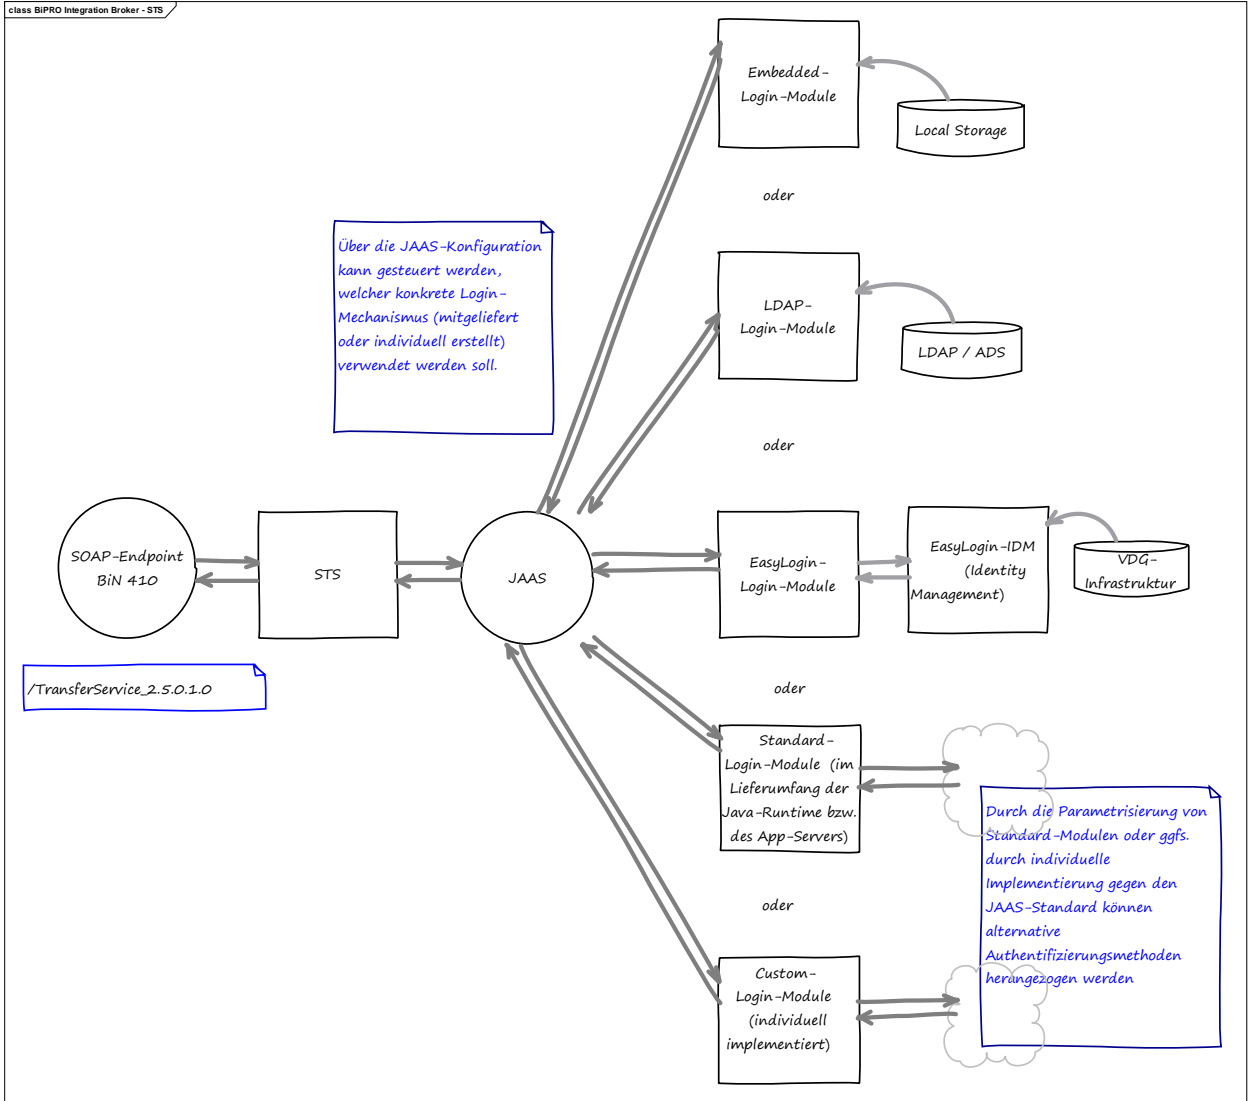 class BiPRO Integration Broker - STS
Embedded-
Login-Module
Local Storage
oder
Über die JAAS-Konfiguration
kann gesteuert werden,
welcher konkrete Login-
Mechanismus (mitgeliefert
oder individuell erstellt)
verwendet werden soll.
LDAP-
Login-Module
LDAP / ADS
oder
SOAP-Endpoint
BiN 410
STS
JAAS
EasyLogin-
Login-Module
EasyLogin-IDM
(Identity
Management)
VDG-
Infrastruktur
/TransferService_2.5.0.1.0
oder
Standard-
Login-Module (im
Lieferumfang der
Java-Runtime bzw.
des App-Servers)
Durch die Parametrisierung von
Standard-Modulen oder ggfs.
durch individuelle
Implementierung gegen den
JAAS-Standard können
alternative
Authentifizierungsmethoden
herangezogen werden
oder
Custom-
Login-Module
(individuell
implementiert)